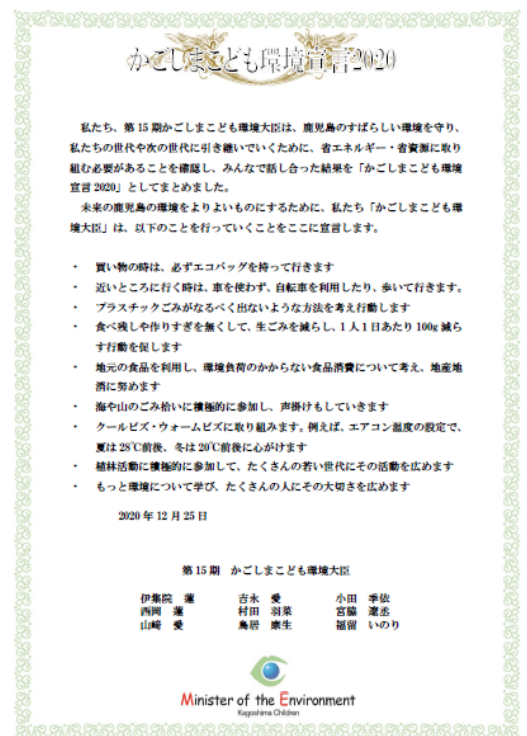 かごしまこども環境宣言2020
私たち、第15期かごしまこども環境大臣は、鹿児島のすばらしい環境を守り、
私たちの世代や次の世代に引き継いでいくために、省エネルギー・省資源に取り
組む必要があることを確認し、みんなで話し合った結果を「かごしまこども環境
宣言2020」としてまとめました。
未来の鹿児島の環境をよりよいものにするために、私たち「かごしまこども環
境大臣」は、以下のことを行っていくことをここに宣言します。
・ 買い物の時は、必ずエコバッグを持って行きます
・ 近いところに行く時は、車を使わず、自転車を利用したり、歩いて行きます。
・ プラスチックごみがなるべく出ないような方法を考え行動します
・ 食べ残しや作りすぎを無くして、生ごみを減らし、1人1日あたり100g減ら
す行動を促します
・ 地元の食品を利用し、環境負荷のかからない食品消費について考え、地産地
消に努めます
・ 海や山のごみ拾いに積極的に参加し、声掛けもしていきます
・ クールビズ・ウォームビズに取り組みます。例えば、エアコン温度の設定で、
夏は28℃前後、冬は20℃前後に心がけます
・ 植林活動に積極的に参加して、たくさんの若い世代にその活動を広めます
・ もっと環境について学び、たくさんの人にその大切さを広めます
2020年12月25日
第15期 かごしまこども環境大臣
伊集院 蓮 吉永 愛 小田 季依
西岡 蓮 村田 羽菜 宮脇 遼丞
山崎 愛 鳥居 康生 福留 いのり
Minister of the Environment
Kagoshima Children